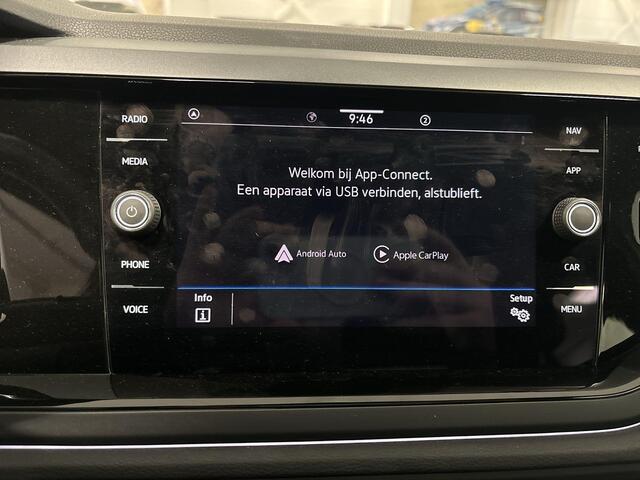 RADIO
MEDIA
PHONE
VOICE
9:46
2
Welkom bij App-Connect.
Een apparaat via USB verbinden, alstublieft.
Android Auto
Apple CarPlay
Info
i
Setup
NAV
APP
CAR
MENU